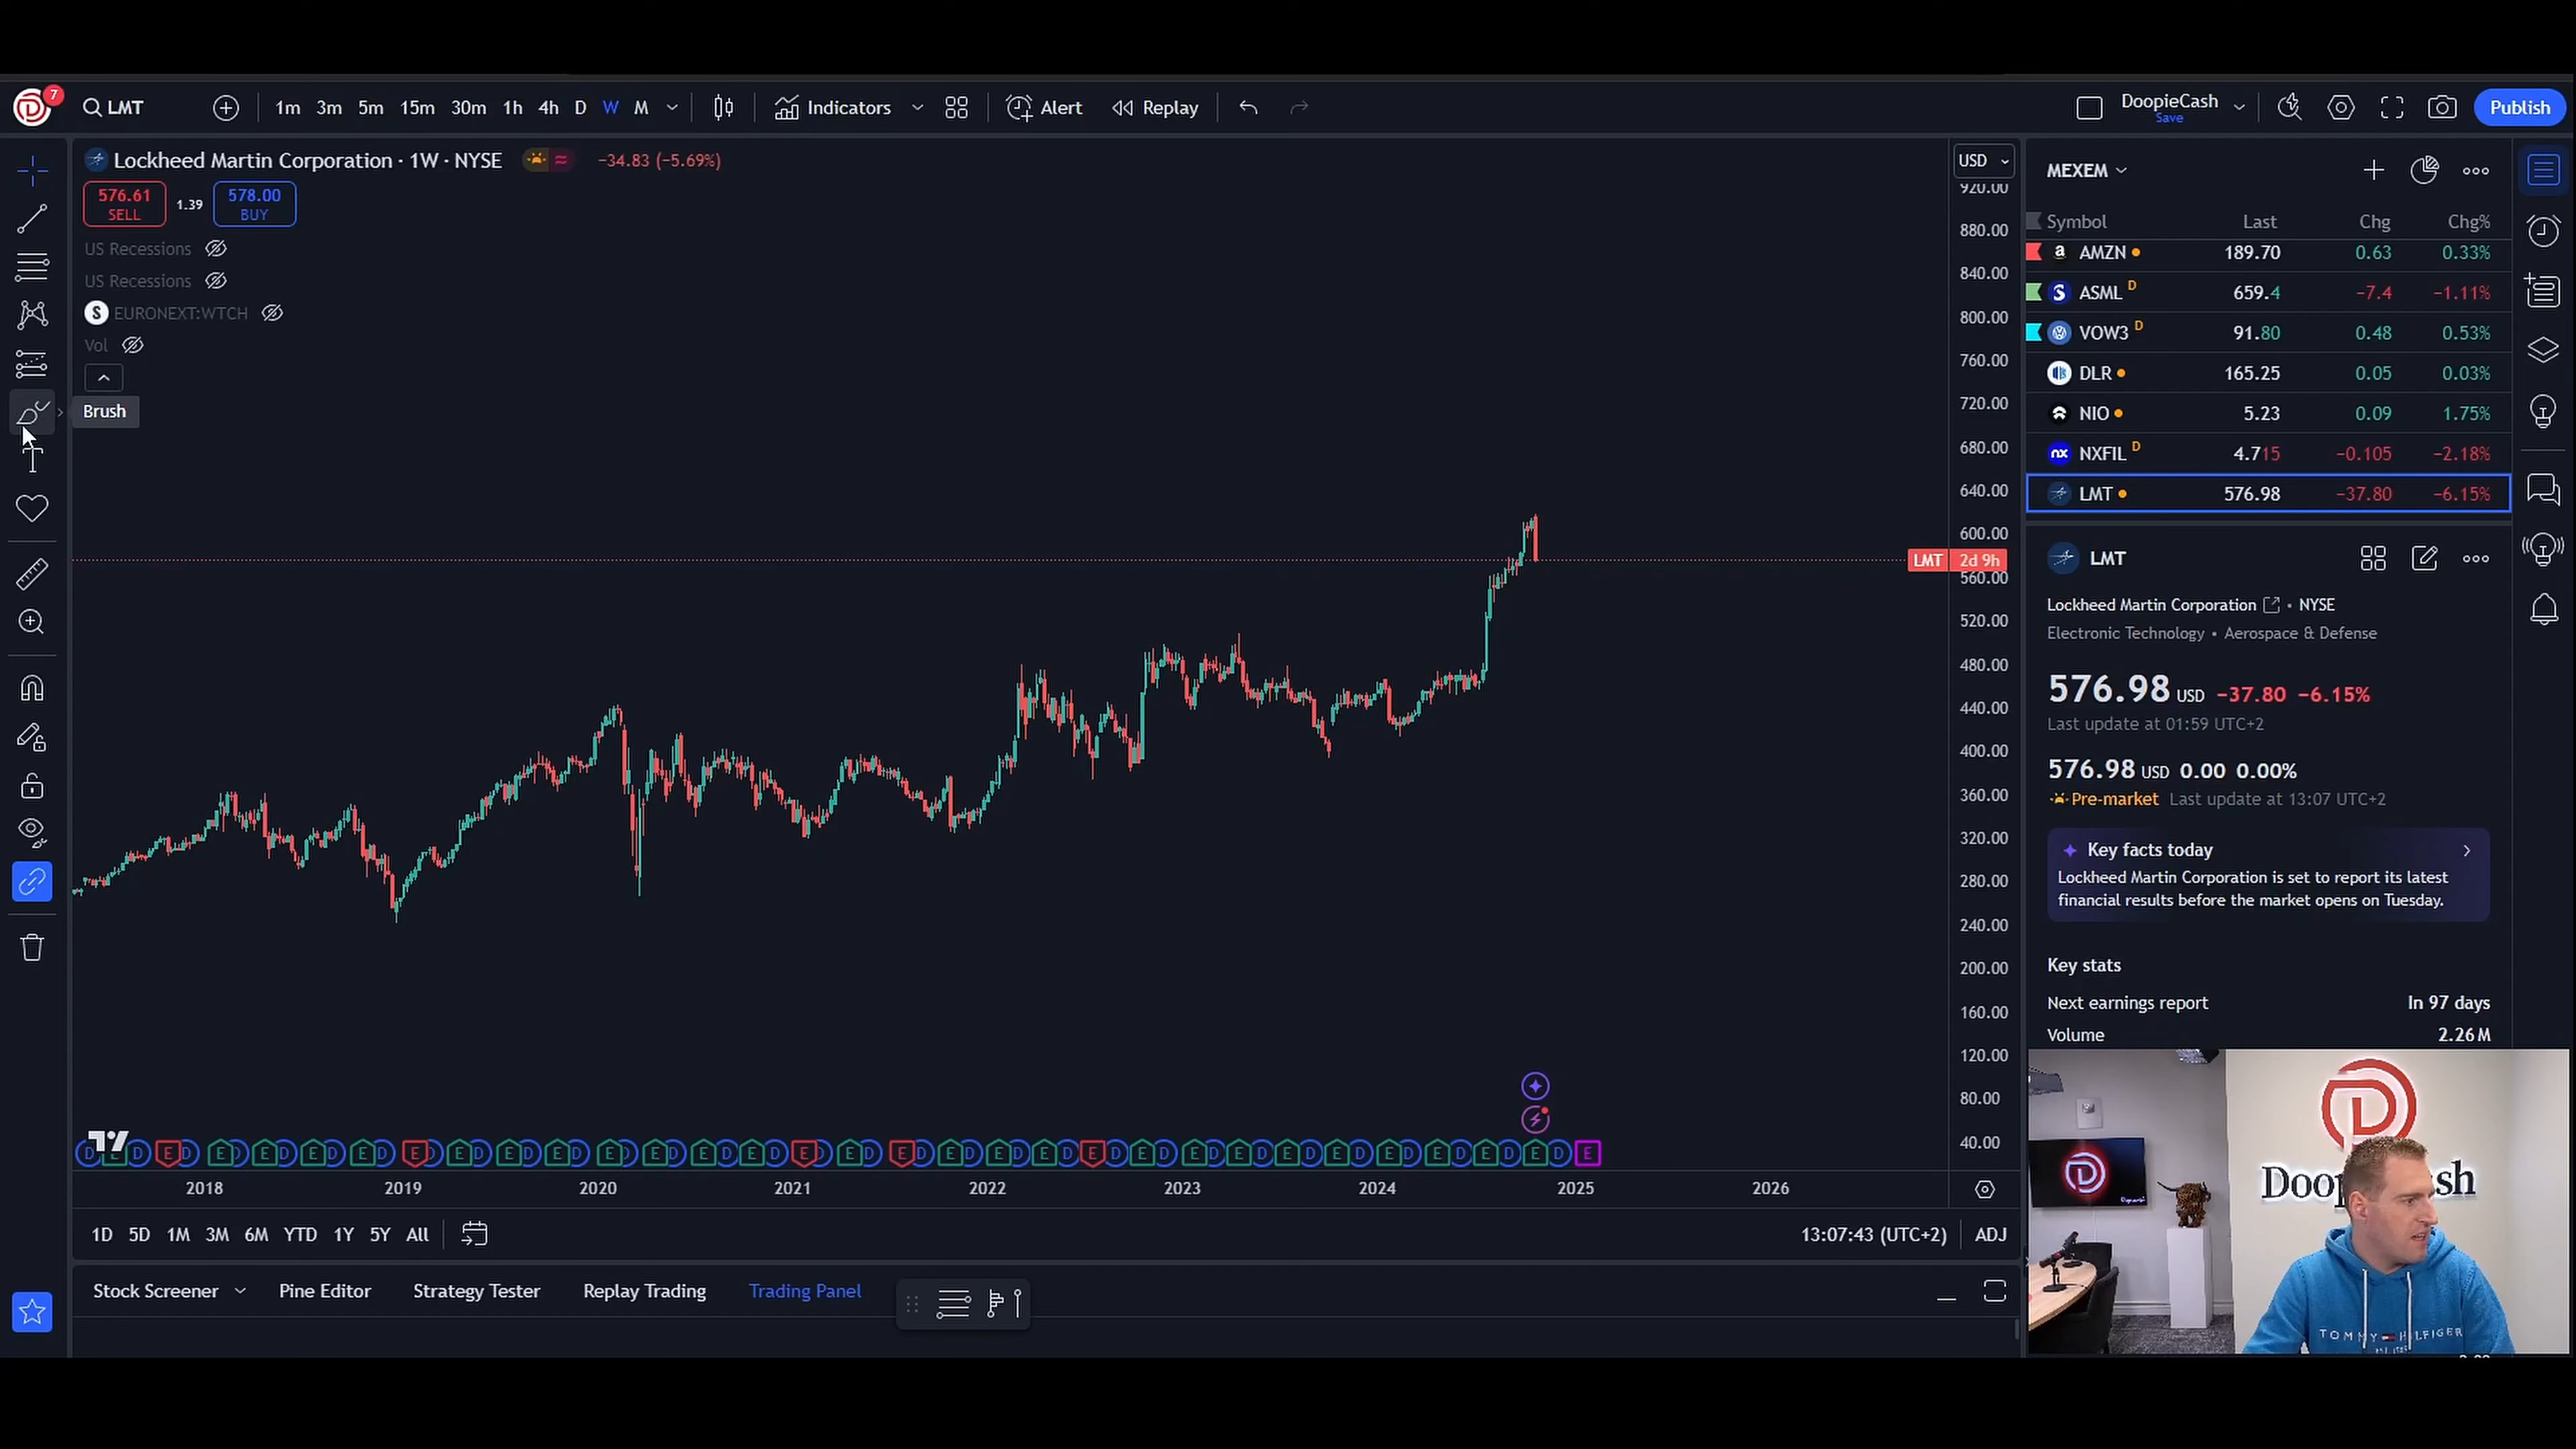 7
LMT
1m 3m 5m 15m 30m 1h 4h D W M
Indicators
Alert
Replay
DoopieCash
Save
Publish
Lockheed Martin Corporation · 1W · NYSE
−34.83 (−5.69%)
576.61
SELL
1.39
578.00
BUY
US Recessions
US Recessions
S EURONEXT:WTCH
Vol
Brush
USD
920.00
880.00
840.00
800.00
760.00
720.00
680.00
640.00
600.00
LMT 2d 9h
560.00
520.00
480.00
440.00
400.00
360.00
320.00
280.00
240.00
200.00
160.00
120.00
80.00
40.00
D E D E D E D E D E D E D E D E D E D E D E D E D E D E D E D E D E D E D E D E D E D E D E D E D E D E D E D E D E D E D E
2018 2019 2020 2021 2022 2023 2024 2025 2026
1D 5D 1M 3M 6M YTD 1Y 5Y All
13:07:43 (UTC+2) ADJ
Stock Screener
Pine Editor
Strategy Tester
Replay Trading
Trading Panel
MEXEM
Symbol Last Chg Chg%
AMZN 189.70 0.63 0.33%
ASML D 659.4 −7.4 −1.11%
VOW3 D 91.80 0.48 0.53%
DLR 165.25 0.05 0.03%
NIO 5.23 0.09 1.75%
nx NXFIL D 4.715 −0.105 −2.18%
LMT 576.98 −37.80 −6.15%
LMT
Lockheed Martin Corporation • NYSE
Electronic Technology • Aerospace & Defense
576.98 USD −37.80 −6.15%
Last update at 01:59 UTC+2
576.98 USD 0.00 0.00%
Pre-market Last update at 13:07 UTC+2
Key facts today
Lockheed Martin Corporation is set to report its latest
financial results before the market opens on Tuesday.
Key stats
Next earnings report In 97 days
Volume 2.26 M
TOMMY HILFIGER